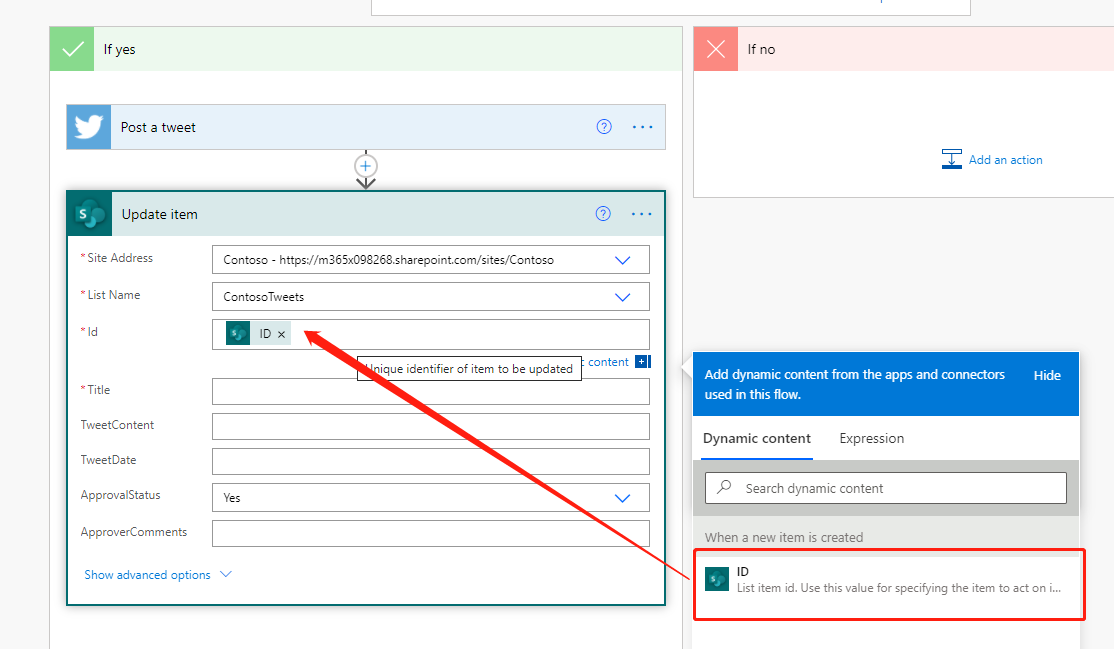 If yes
If no
Post a tweet
Add an action
Update item
* Site Address
Contoso - https://m365x098268.sharepoint.com/sites/Contoso
* List Name
ContosoTweets
* Id
ID
content
Unique identifier of item to be updated
* Title
TweetContent
TweetDate
ApprovalStatus
Yes
ApproverComments
Show advanced options
Add dynamic content from the apps and connectors
used in this flow.
Hide
Dynamic content
Expression
Search dynamic content
When a new item is created
ID
List item id. Use this value for specifying the item to act on i...